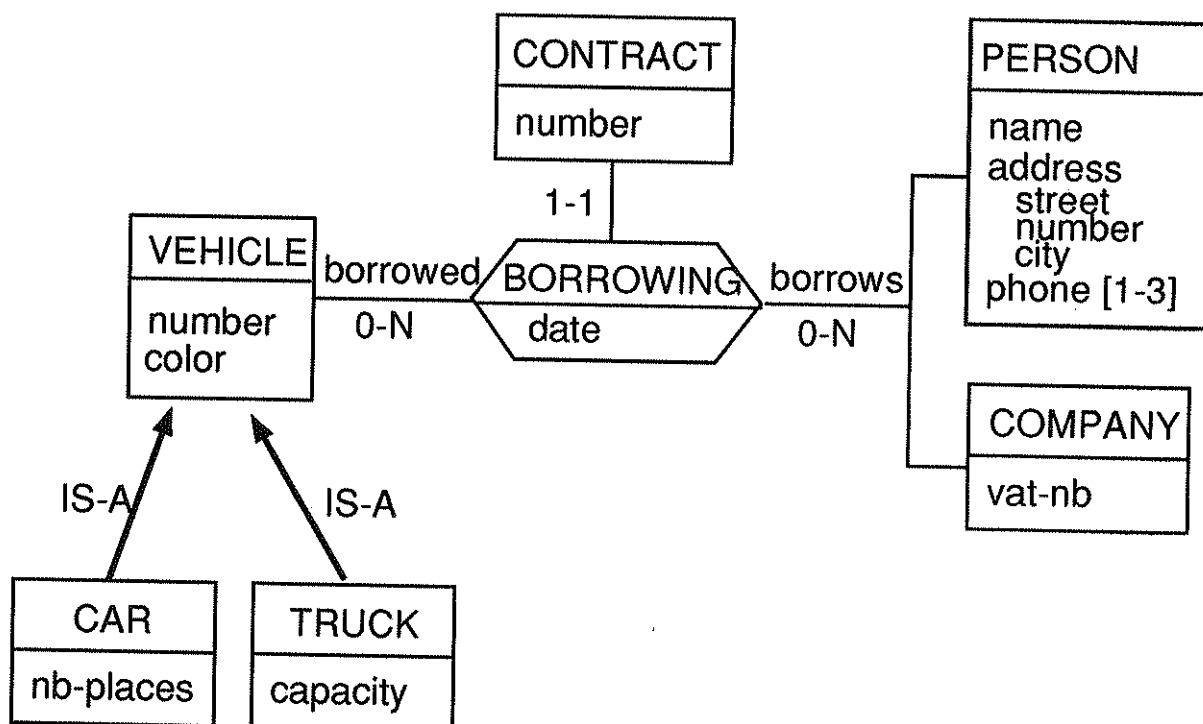 CONTRACT
number
1-1
PERSON
name
address
street
number
city
phone [1-3]
VEHICLE
number
color
borrowed
0-N
BORROWING
date
borrows
0-N
COMPANY
vat-nb
IS-A
IS-A
CAR
nb-places
TRUCK
capacity